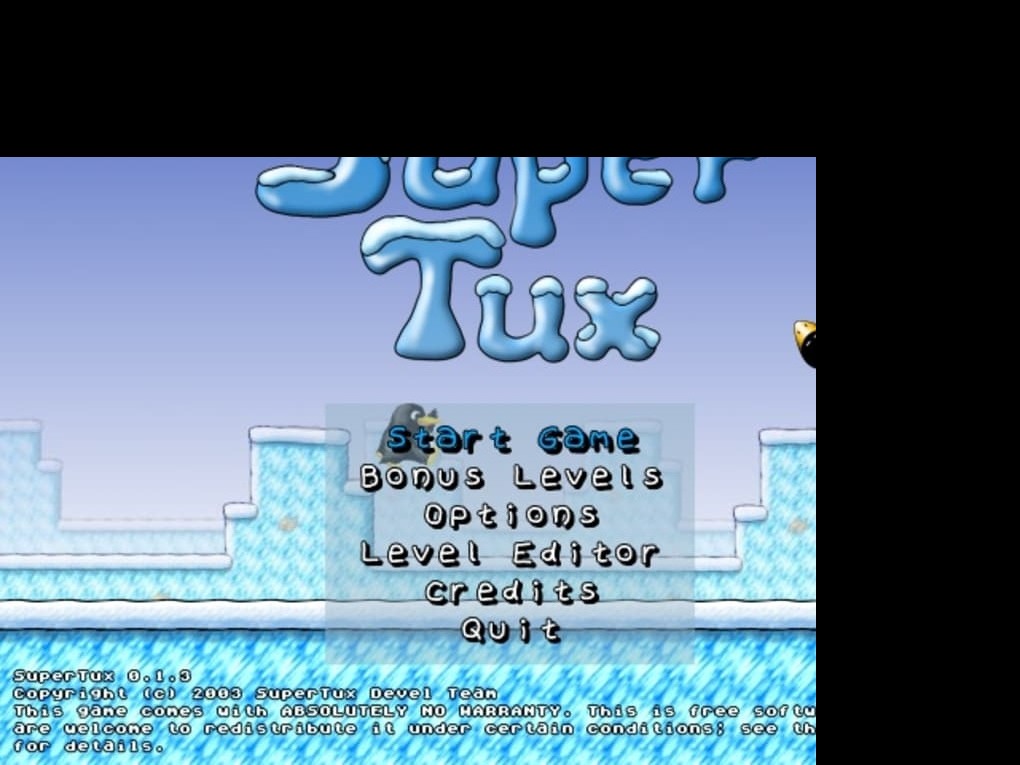 Super
Tux
Start Game
Bonus Levels
Options
Level Editor
Credits
Quit
SuperTux 0.1.3
Copyright (c) 2003 SuperTux Devel Team
This game comes with ABSOLUTELY NO WARRANTY. This is free softw
are welcome to redistribute it under certain conditions; see th
for details.